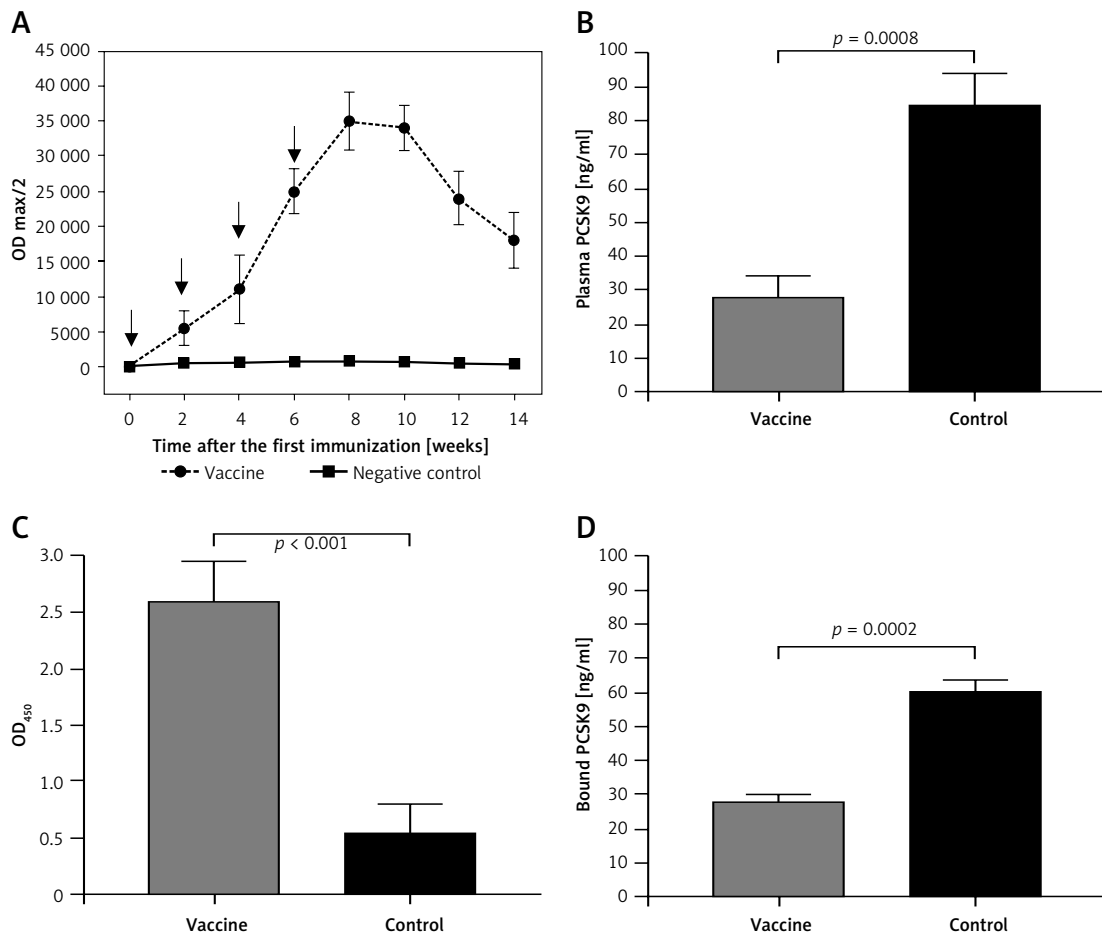 A
45 000
40 000
35 000
30 000
25 000
20 000
15 000
10 000
5000
0
OD max/2
0 2 4 6 8 10 12 14
Time after the first immunization [weeks]
Vaccine Negative control
B
p = 0.0008
100
90
80
70
60
50
40
30
20
10
0
Plasma PCSK9 [ng/ml]
Vaccine Control
C
p < 0.001
3.0
2.5
2.0
1.5
1.0
0.5
0
OD450
Vaccine Control
D
100
90
80
70
60
50
40
30
20
10
0
p = 0.0002
Bound PCSK9 [ng/ml]
Vaccine Control